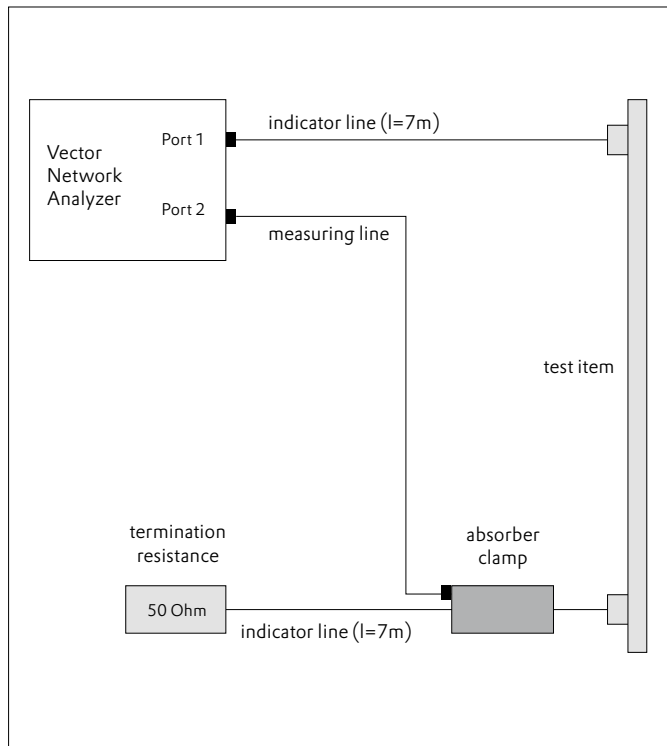 indicator line (l=7m)
Port 1
Vector
Network
Analyzer
Port 2
measuring line
test item
termination
resistance
absorber
clamp
50 Ohm
indicator line (l=7m)